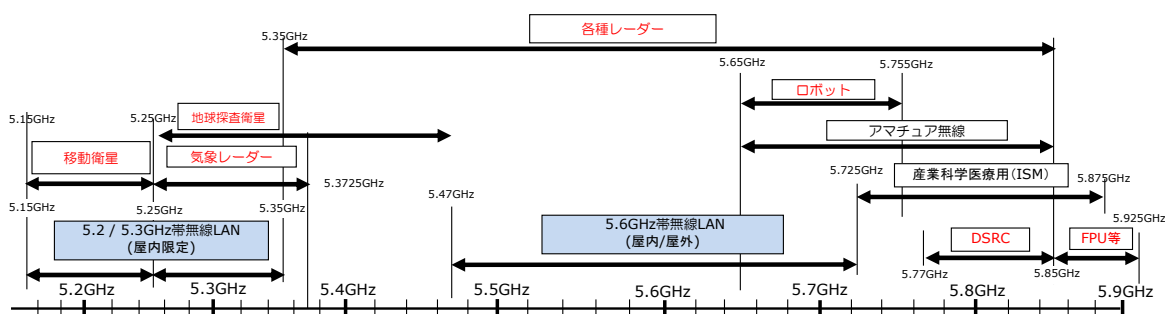 各種レーダー
5.35GHz
5.65GHz
5.755GHz
ロボット
5.15GHz
5.25GHz
地球探査衛星
アマチュア無線
移動衛星
気象レーダー
5.3725GHz
5.725GHz
産業科学医療用(ISM)
5.875GHz
5.47GHz
5.15GHz
5.25GHz
5.35GHz
5.925GHz
5.2 / 5.3GHz帯無線LAN
(屋内限定)
5.6GHz帯無線LAN
(屋内/屋外)
DSRC
FPU等
5.77GHz
5.85GHz
5.2GHz
5.3GHz
5.4GHz
5.5GHz
5.6GHz
5.7GHz
5.8GHz
5.9GHz